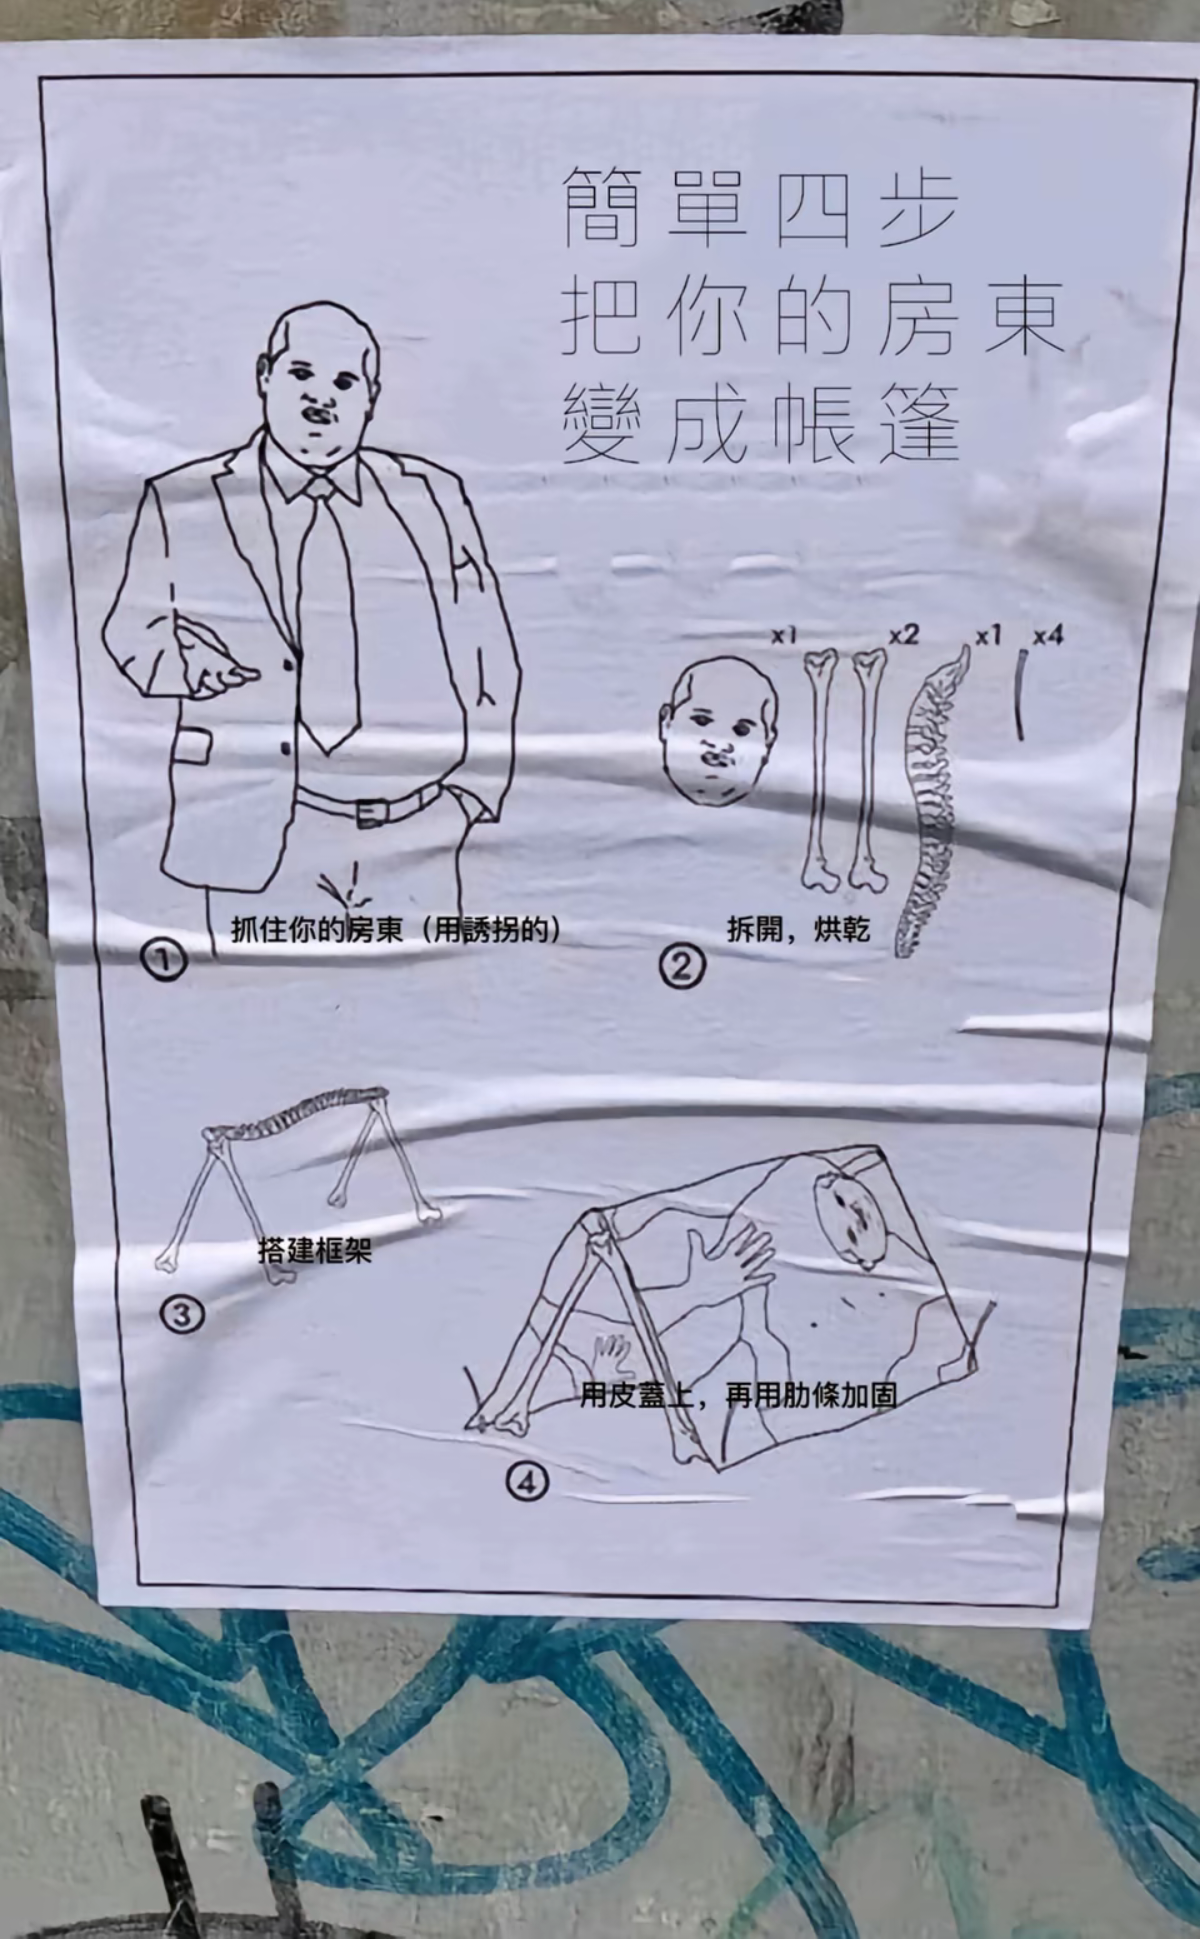 簡單四步
把你的房東
變成帳篷
x1 x2 x1 x4
抓住你的房東（用誘拐的）
①
拆開，烘乾
②
搭建框架
③
用皮蓋上，再用肋條加固
④